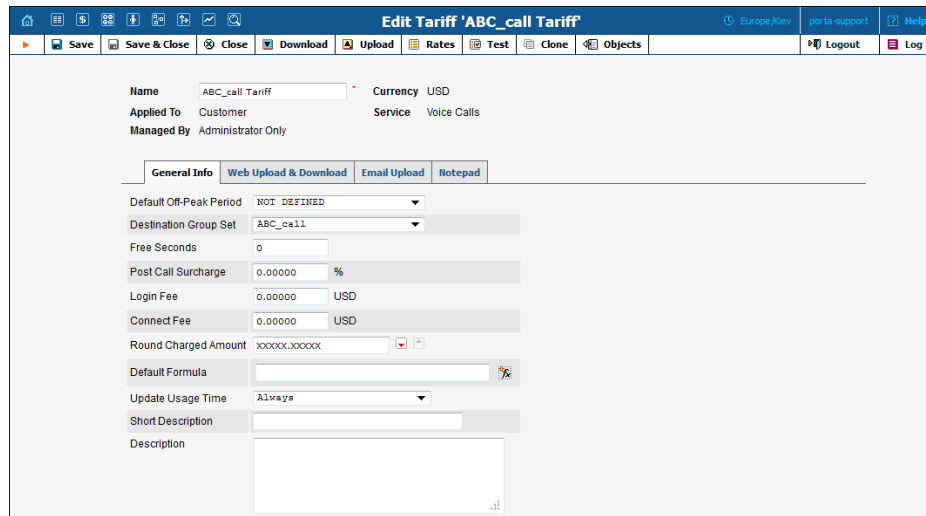 Edit Tariff 'ABC_call Tariff'
Europe/Kiev
porta-support
? Help
Save
Save & Close
Close
Download
Upload
Rates
Test
Clone
Objects
Logout
Log
Name ABC_call Tariff * Currency USD
Applied To Customer Service Voice Calls
Managed By Administrator Only
General Info Web Upload & Download Email Upload Notepad
Default Off-Peak Period NOT DEFINED
Destination Group Set ABC_call
Free Seconds 0
Post Call Surcharge 0.00000 %
Login Fee 0.00000 USD
Connect Fee 0.00000 USD
Round Charged Amount XXXXX.XXXXX
Default Formula fx
Update Usage Time Always
Short Description
Description